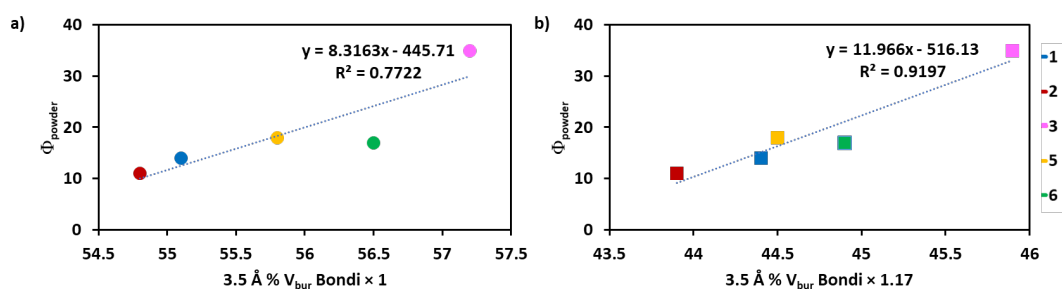 a)
40
30
20
10
0
Φpowder
y = 8.3163x - 445.71
R² = 0.7722
54.5 55 55.5 56 56.5 57 57.5
3.5 Å % Vbur Bondi × 1
b)
40
30
20
10
0
Φpowder
y = 11.966x - 516.13
R² = 0.9197
43.5 44 44.5 45 45.5 46
3.5 Å % Vbur Bondi × 1.17
1
2
3
5
6